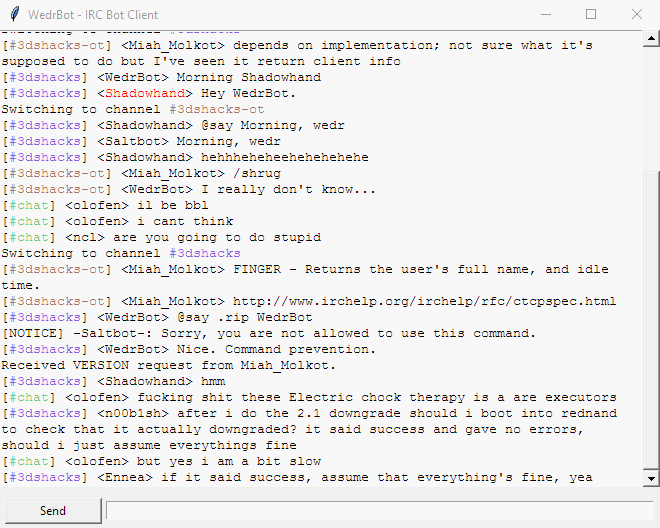 WedrBot - IRC Bot Client
[#3dshacks-ot] <Miah_Molkot> depends on implementation; not sure what it's
supposed to do but I've seen it return client info
[#3dshacks] <WedrBot> Morning Shadowhand
[#3dshacks] <Shadowhand> Hey WedrBot.
Switching to channel #3dshacks-ot
[#3dshacks] <Shadowhand> @say Morning, wedr
[#3dshacks] <Saltbot> Morning, wedr
[#3dshacks] <Shadowhand> hehhheheheehehehehehe
[#3dshacks-ot] <Miah_Molkot> /shrug
[#3dshacks-ot] <WedrBot> I really don't know...
[#chat] <olofen> il be bbl
[#chat] <olofen> i cant think
[#chat] <ncl> are you going to do stupid
Switching to channel #3dshacks
[#3dshacks-ot] <Miah_Molkot> FINGER - Returns the user's full name, and idle
time.
[#3dshacks-ot] <Miah_Molkot> http://www.irchelp.org/irchelp/rfc/ctcpspec.html
[#3dshacks] <WedrBot> @say .rip WedrBot
[NOTICE] -Saltbot-: Sorry, you are not allowed to use this command.
[#3dshacks] <WedrBot> Nice. Command prevention.
Received VERSION request from Miah_Molkot.
[#3dshacks] <Shadowhand> hmm
[#chat] <olofen> fucking shit these Electric chock therapy is a are executors
[#3dshacks] <n00b1sh> after i do the 2.1 downgrade should i boot into rednand
to check that it actually downgraded? it said success and gave no errors,
should i just assume everythings fine
[#chat] <olofen> but yes i am a bit slow
[#3dshacks] <Ennea> if it said success, assume that everything's fine, yea
Send